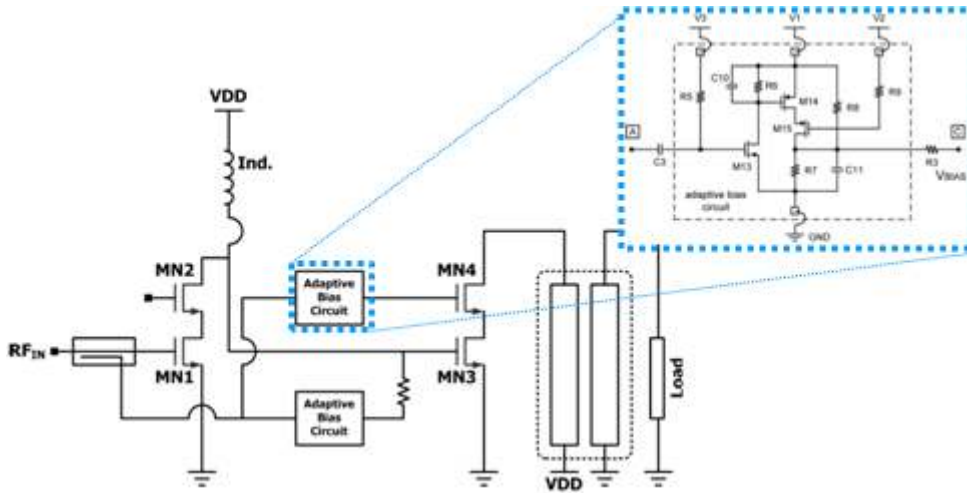 V3
V1
V2
C10
R6
R5
M14
R8
R9
M15
A
C
C3
M13
R7
C11
R3
VBIAS
adaptive bias
circuit
GND
VDD
Ind.
MN2
Adaptive
Bias
Circuit
MN4
RFIN
MN1
MN3
Adaptive
Bias
Circuit
Load
VDD